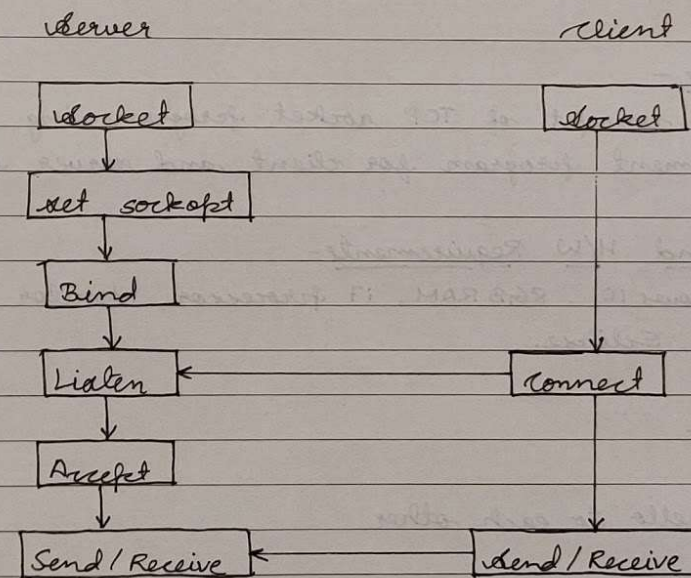 Server Client
Socket Socket
set sockopt
Bind
Listen Connect
Accept
Send / Receive Send / Receive